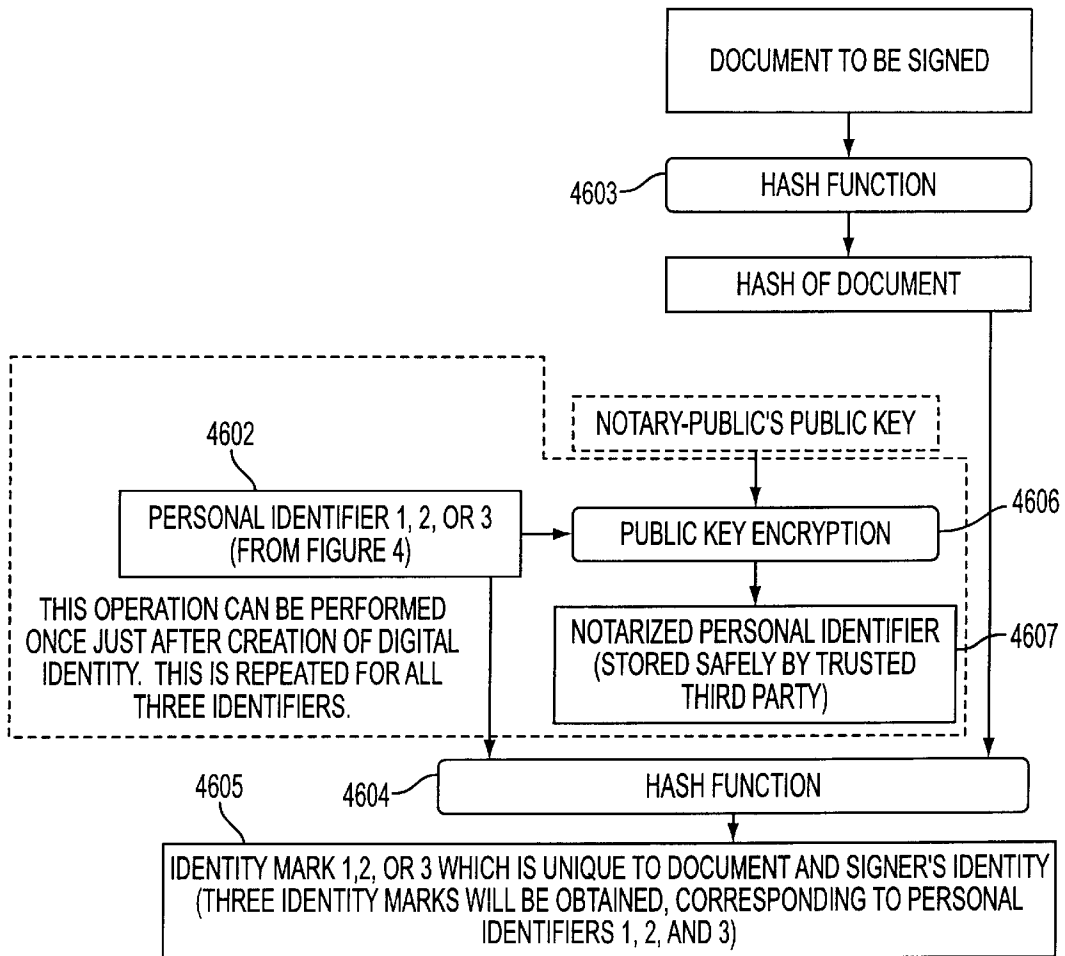 DOCUMENT TO BE SIGNED
4603
HASH FUNCTION
HASH OF DOCUMENT
NOTARY-PUBLIC'S PUBLIC KEY
4602
PERSONAL IDENTIFIER 1, 2, OR 3
(FROM FIGURE 4)
PUBLIC KEY ENCRYPTION
4606
THIS OPERATION CAN BE PERFORMED
ONCE JUST AFTER CREATION OF DIGITAL
IDENTITY. THIS IS REPEATED FOR ALL
THREE IDENTIFIERS.
NOTARIZED PERSONAL IDENTIFIER
(STORED SAFELY BY TRUSTED
THIRD PARTY)
4607
4604
HASH FUNCTION
4605
IDENTITY MARK 1,2, OR 3 WHICH IS UNIQUE TO DOCUMENT AND SIGNER'S IDENTITY
(THREE IDENTITY MARKS WILL BE OBTAINED, CORRESPONDING TO PERSONAL
IDENTIFIERS 1, 2, AND 3)